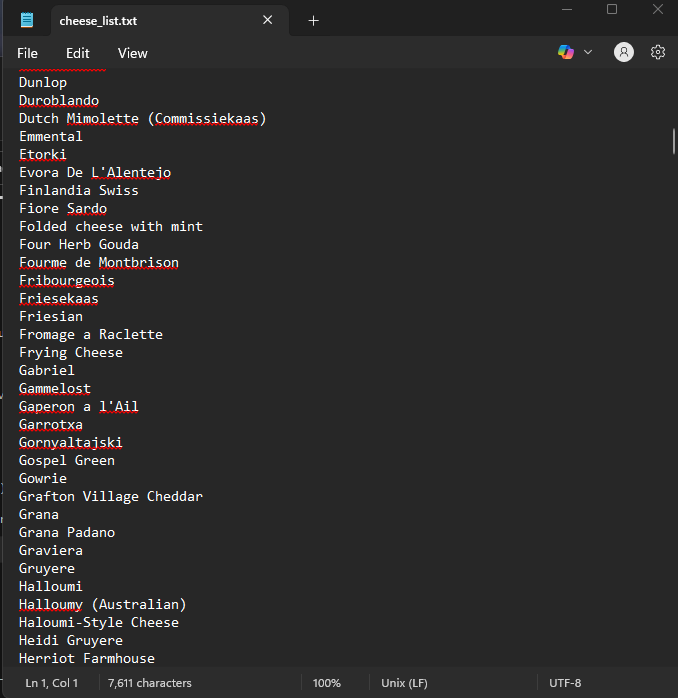 cheese_list.txt
File Edit View
Dunlop
Duroblando
Dutch Mimolette (Commissiekaas)
Emmental
Etorki
Evora De L'Alentejo
Finlandia Swiss
Fiore Sardo
Folded cheese with mint
Four Herb Gouda
Fourme de Montbrison
Fribourgeois
Friesekaas
Friesian
Fromage a Raclette
Frying Cheese
Gabriel
Gammelost
Gaperon a l'Ail
Garrotxa
Gornyaltajski
Gospel Green
Gowrie
Grafton Village Cheddar
Grana
Grana Padano
Graviera
Gruyere
Halloumi
Halloumy (Australian)
Haloumi-Style Cheese
Heidi Gruyere
Herriot Farmhouse
Ln 1, Col 1 7,611 characters 100% Unix (LF) UTF-8